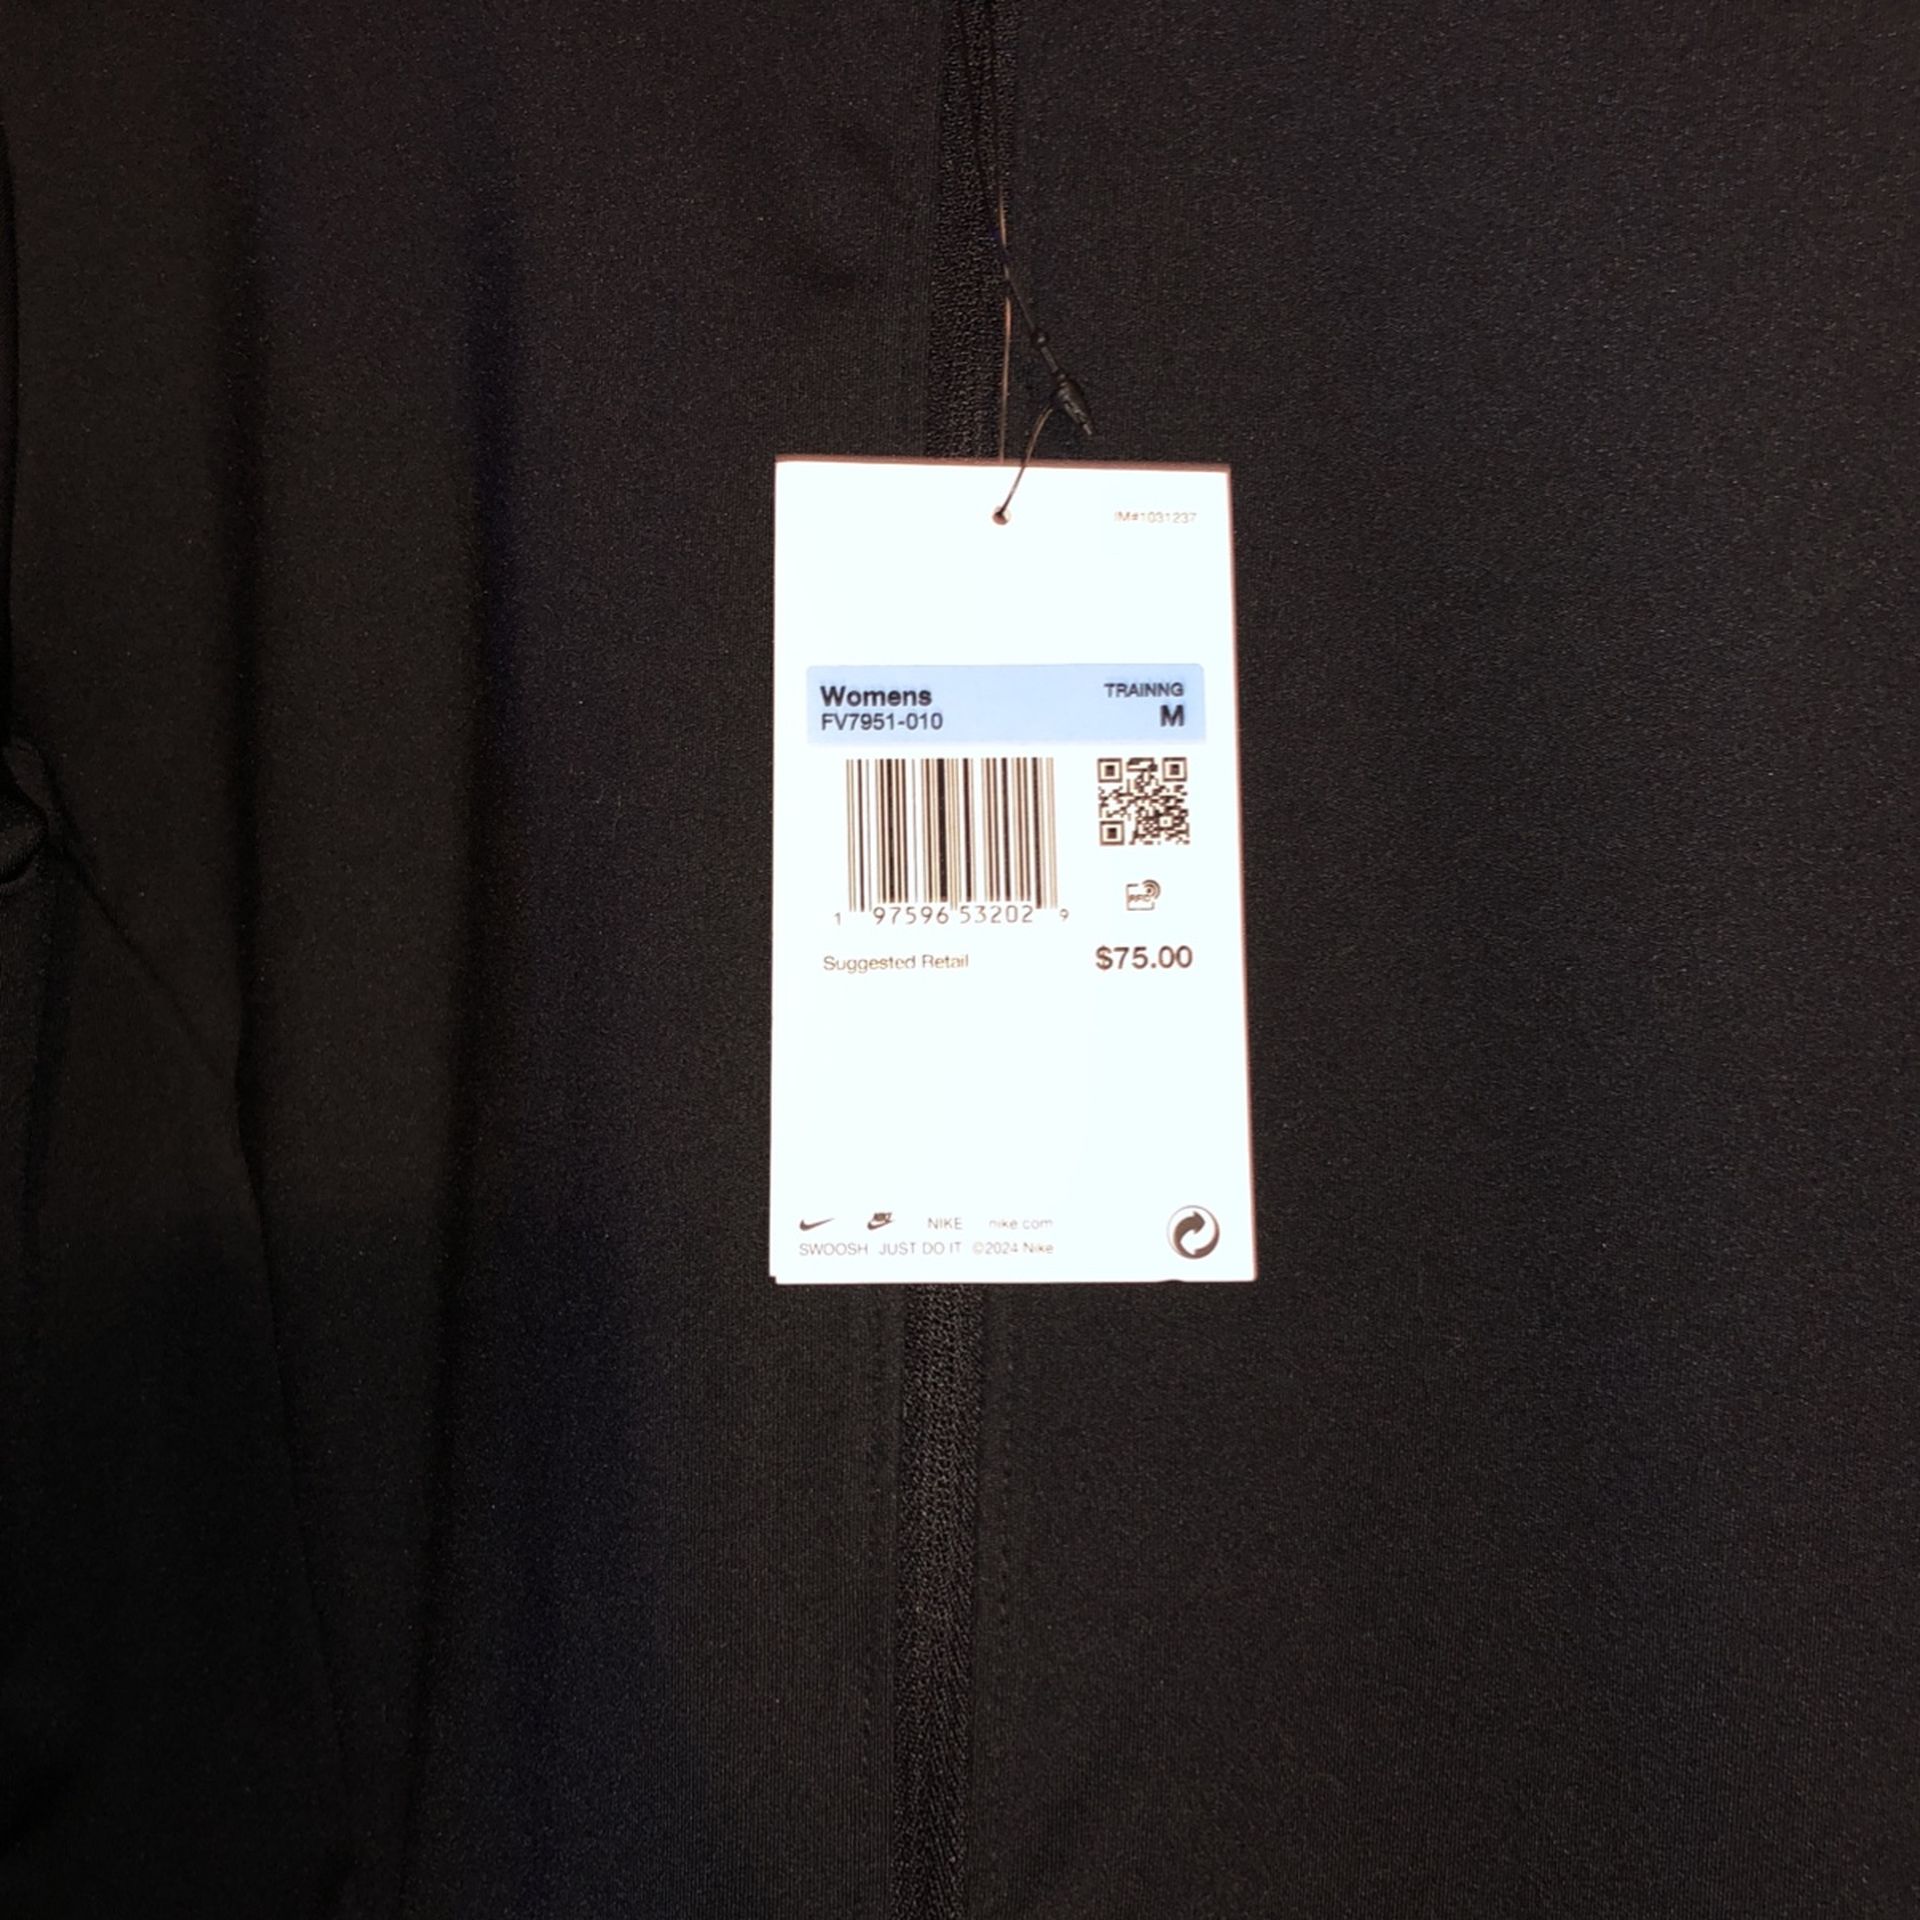 IM#1031237
Womens TRAINNG
FV7951-010 M
1 97596 53202 9
Suggested Retail $75.00
NIKE NIKE nike.com
SWOOSH JUST DO IT ©2024 Nike